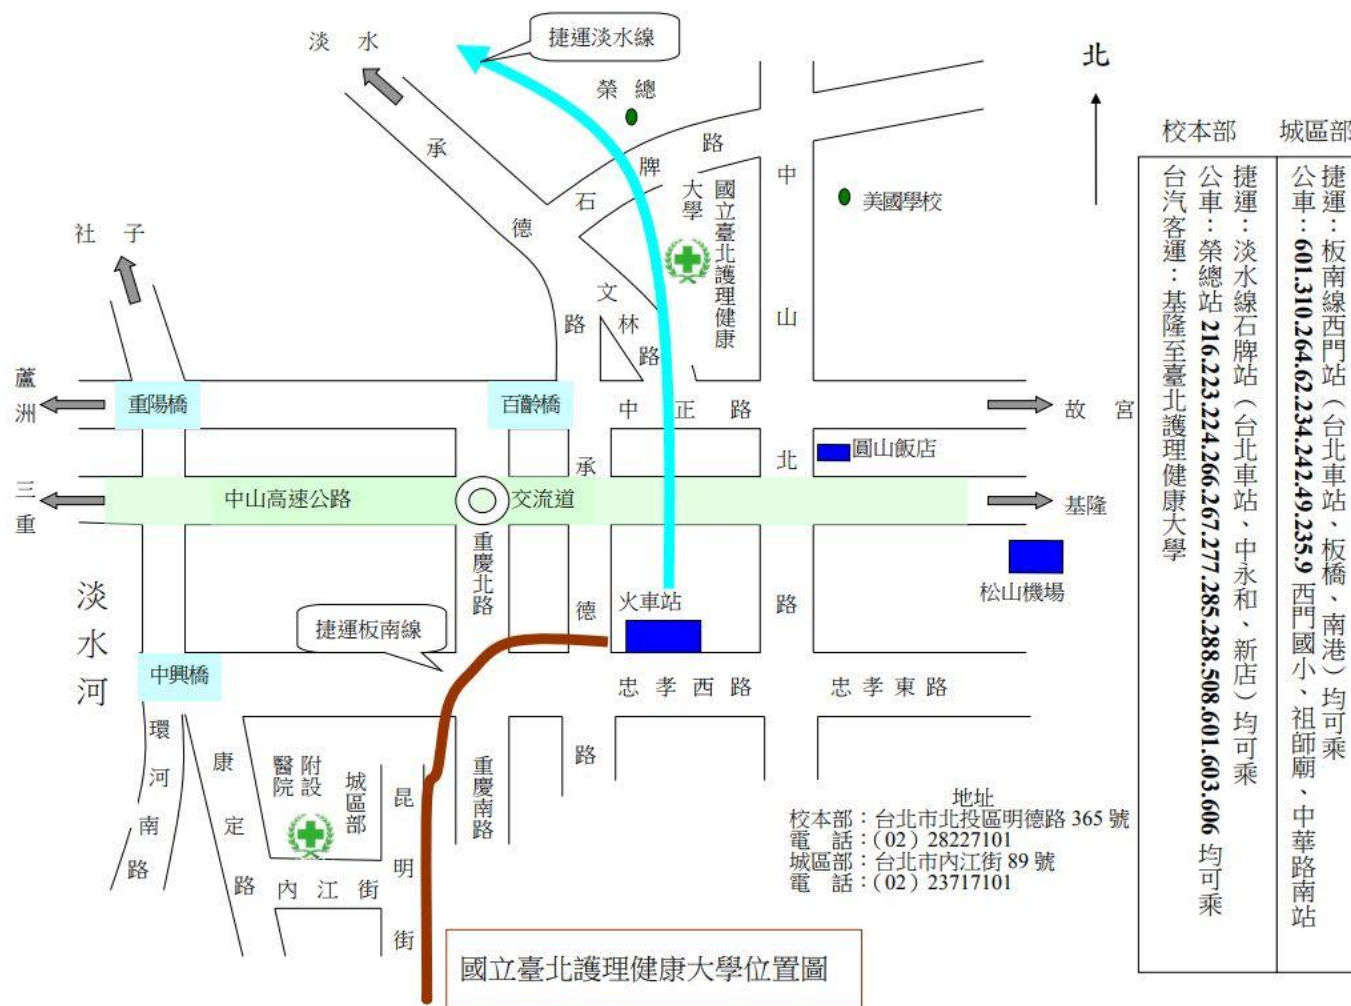 淡水
捷運淡水線
榮總
北
承德路
石牌路
中山北路
美國學校
國立臺北護理健康
大學
社子
文林路
蘆洲
重陽橋
百齡橋
中正路
故宮
圓山飯店
三重
中山高速公路
交流道
基隆
承德路
重慶北路
松山機場
淡水河
火車站
捷運板南線
中興橋
忠孝西路
忠孝東路
環河南路
康定路
附設
醫院
城區部
昆明街
重慶南路
內江街
地址
校本部：台北市北投區明德路 365 號
電 話：(02) 28227101
城區部：台北市內江街 89 號
電 話：(02) 23717101
國立臺北護理健康大學位置圖
校本部
捷運：淡水線石牌站（台北車站、中永和、新店）均可乘
公車：榮總站 216.223.224.266.267.277.285.288.508.601.603.606 均可乘
台汽客運：基隆至臺北護理健康大學
城區部
捷運：板南線西門站（台北車站、板橋、南港）均可乘
公車：601.310.264.62.234.242.49.235.9 西門國小、祖師廟、中華路南站